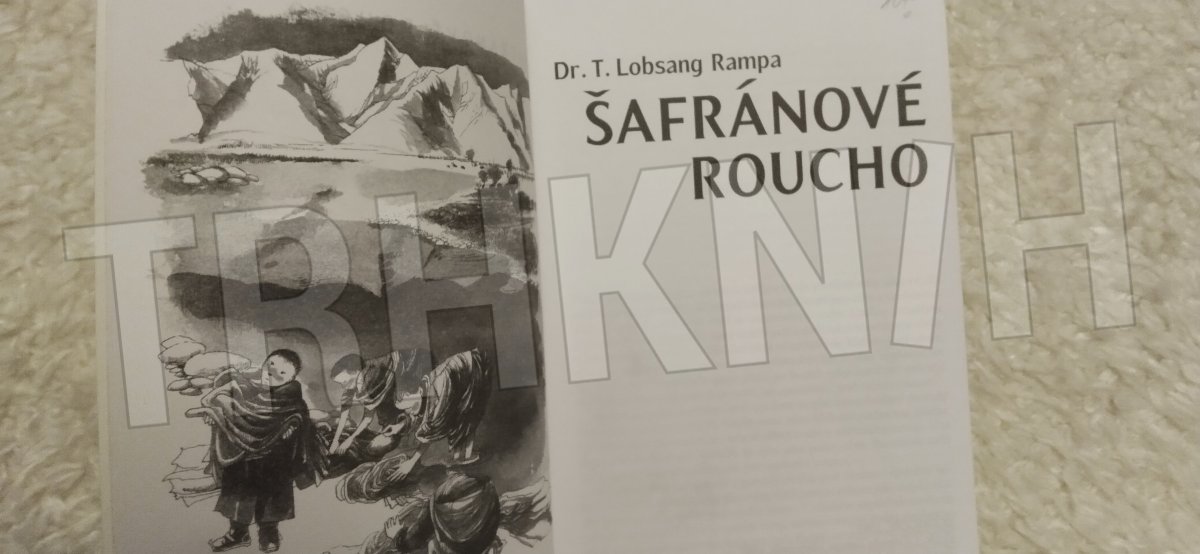 Dr. T. Lobsang Rampa
ŠAFRÁNOVÉ
ROUCHO
TRHKNIH